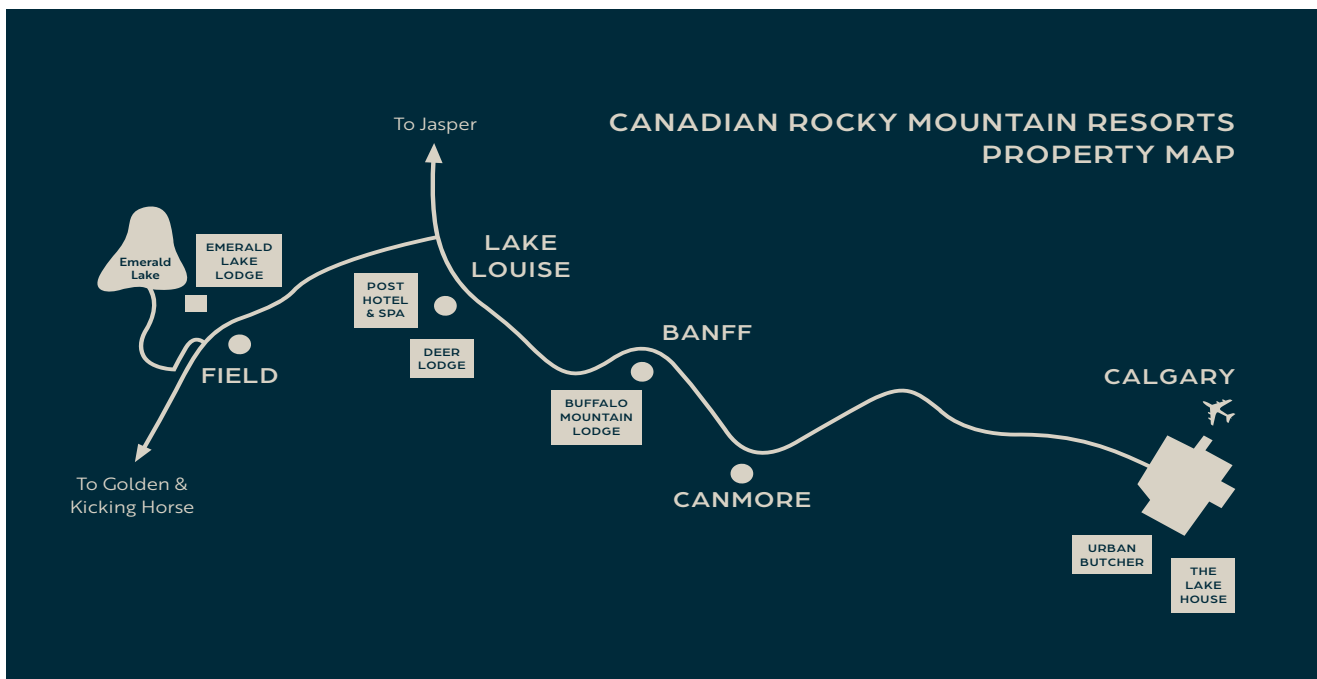 To Jasper
CANADIAN ROCKY MOUNTAIN RESORTS
PROPERTY MAP
Emerald
Lake
EMERALD
LAKE
LODGE
LAKE
LOUISE
POST
HOTEL
& SPA
DEER
LODGE
FIELD
BANFF
BUFFALO
MOUNTAIN
LODGE
CALGARY
To Golden &
Kicking Horse
CANMORE
URBAN
BUTCHER
THE
LAKE
HOUSE